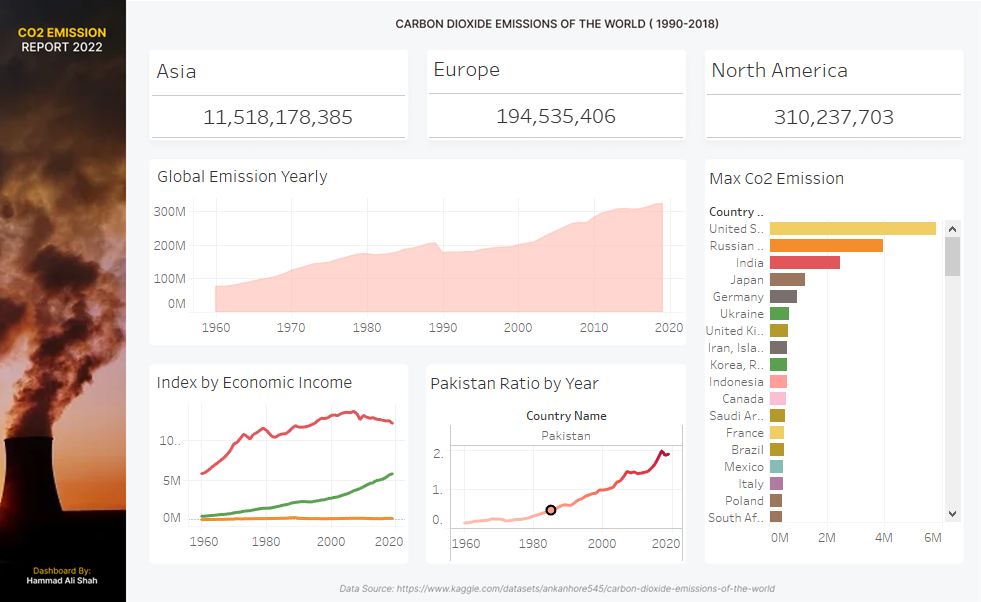 CO2 EMISSION
REPORT 2022
CARBON DIOXIDE EMISSIONS OF THE WORLD ( 1990-2018)
Asia
11,518,178,385
Europe
194,535,406
North America
310,237,703
Global Emission Yearly
300M
200M
100M
0M
1960 1970 1980 1990 2000 2010 2020
Max Co2 Emission
Country ..
United S..
Russian ..
India
Japan
Germany
Ukraine
United Ki..
Iran, Isla..
Korea, R..
Indonesia
Canada
Saudi Ar..
France
Brazil
Mexico
Italy
Poland
South Af..
0M 2M 4M 6M
Index by Economic Income
10..
5M
0M
1960 1980 2000 2020
Pakistan Ratio by Year
Country Name
Pakistan
2.
1.
0.
1960 1980 2000 2020
Dashboard By:
Hammad Ali Shah
Data Source: https://www.kaggle.com/datasets/ankanhore545/carbon-dioxide-emissions-of-the-world